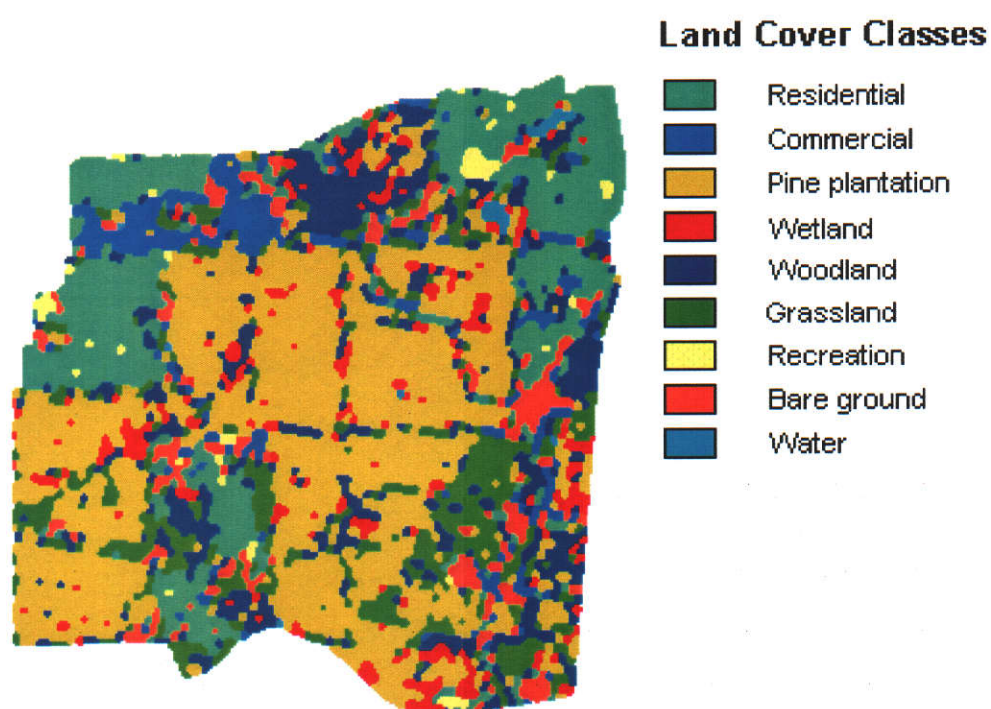 Land Cover Classes
Residential
Commercial
Pine plantation
Wetland
Woodland
Grassland
Recreation
Bare ground
Water